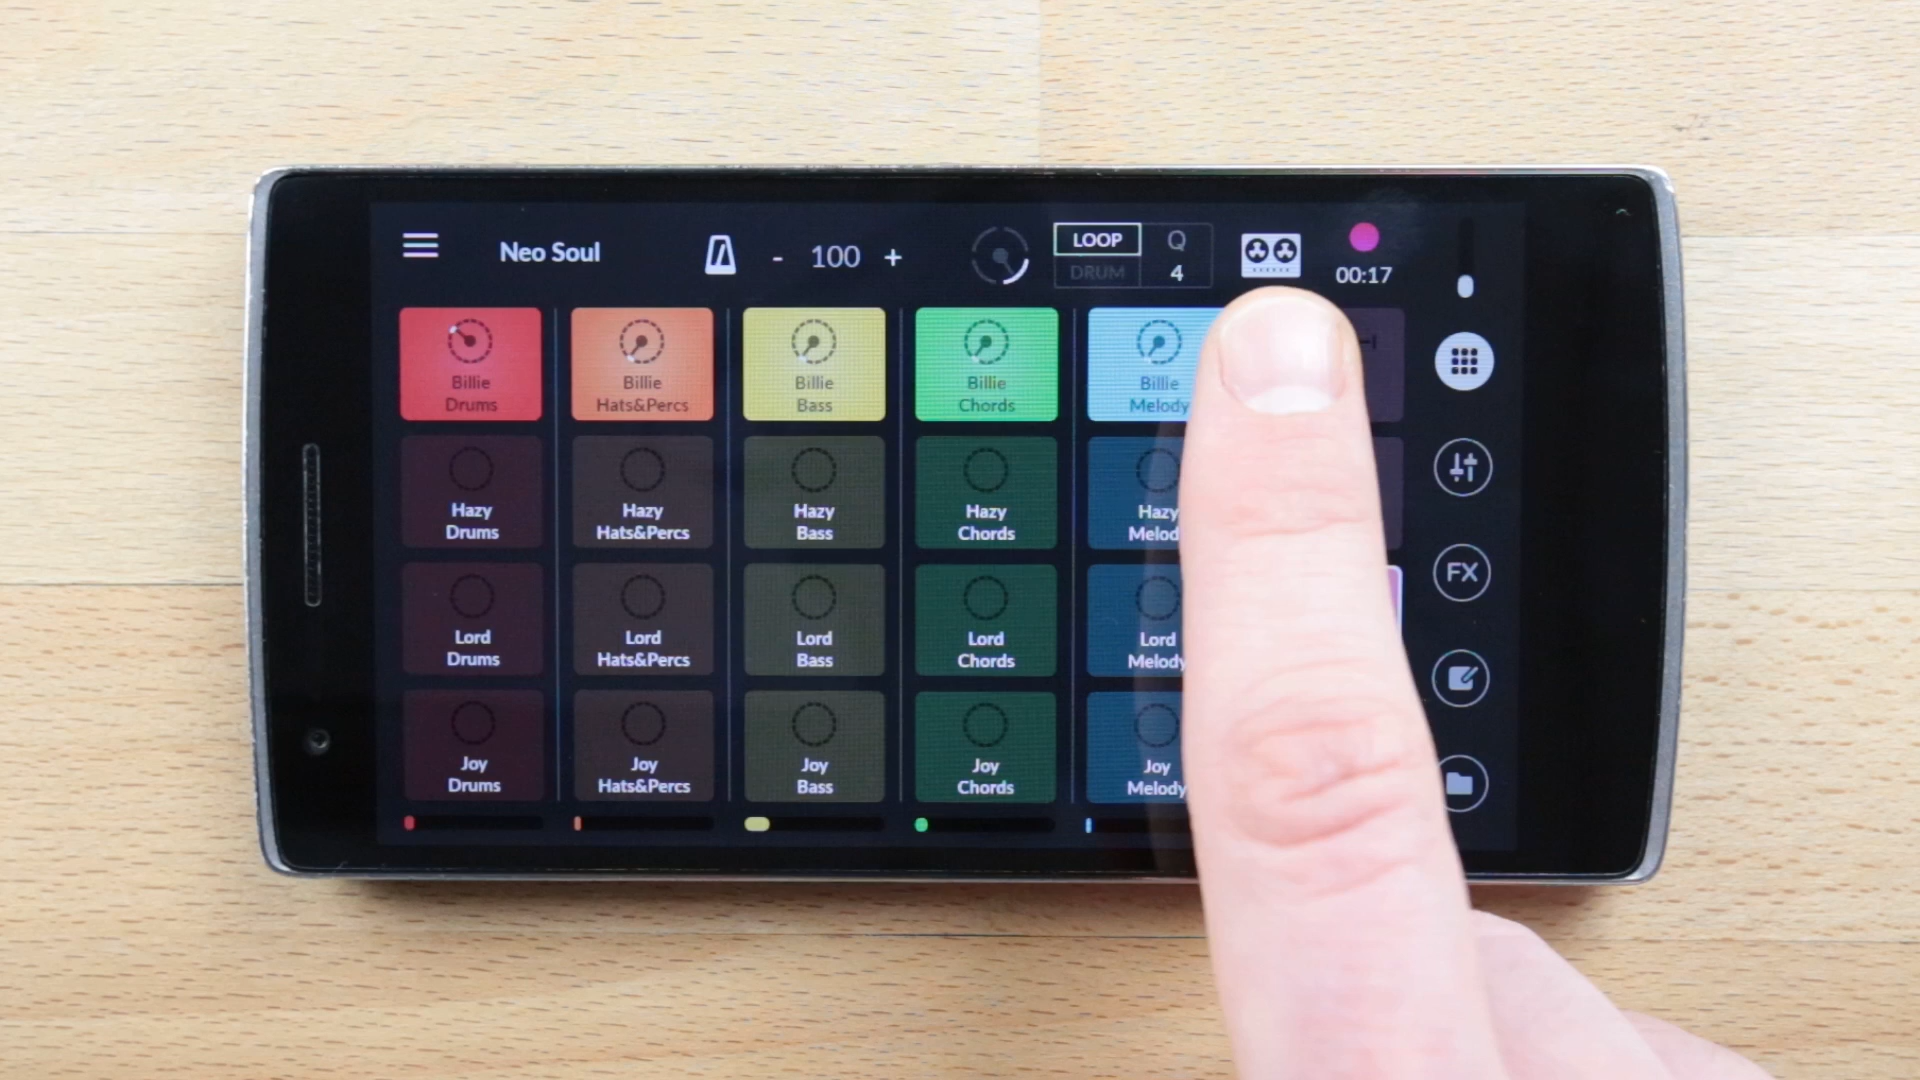 Neo Soul
- 100 +
LOOP
DRUM
Q
4
00:17
Billie
Drums
Billie
Hats&Percs
Billie
Bass
Billie
Chords
Billie
Melody
Hazy
Drums
Hazy
Hats&Percs
Hazy
Bass
Hazy
Chords
Hazy
Melody
FX
Lord
Drums
Lord
Hats&Percs
Lord
Bass
Lord
Chords
Lord
Melody
Joy
Drums
Joy
Hats&Percs
Joy
Bass
Joy
Chords
Joy
Melody